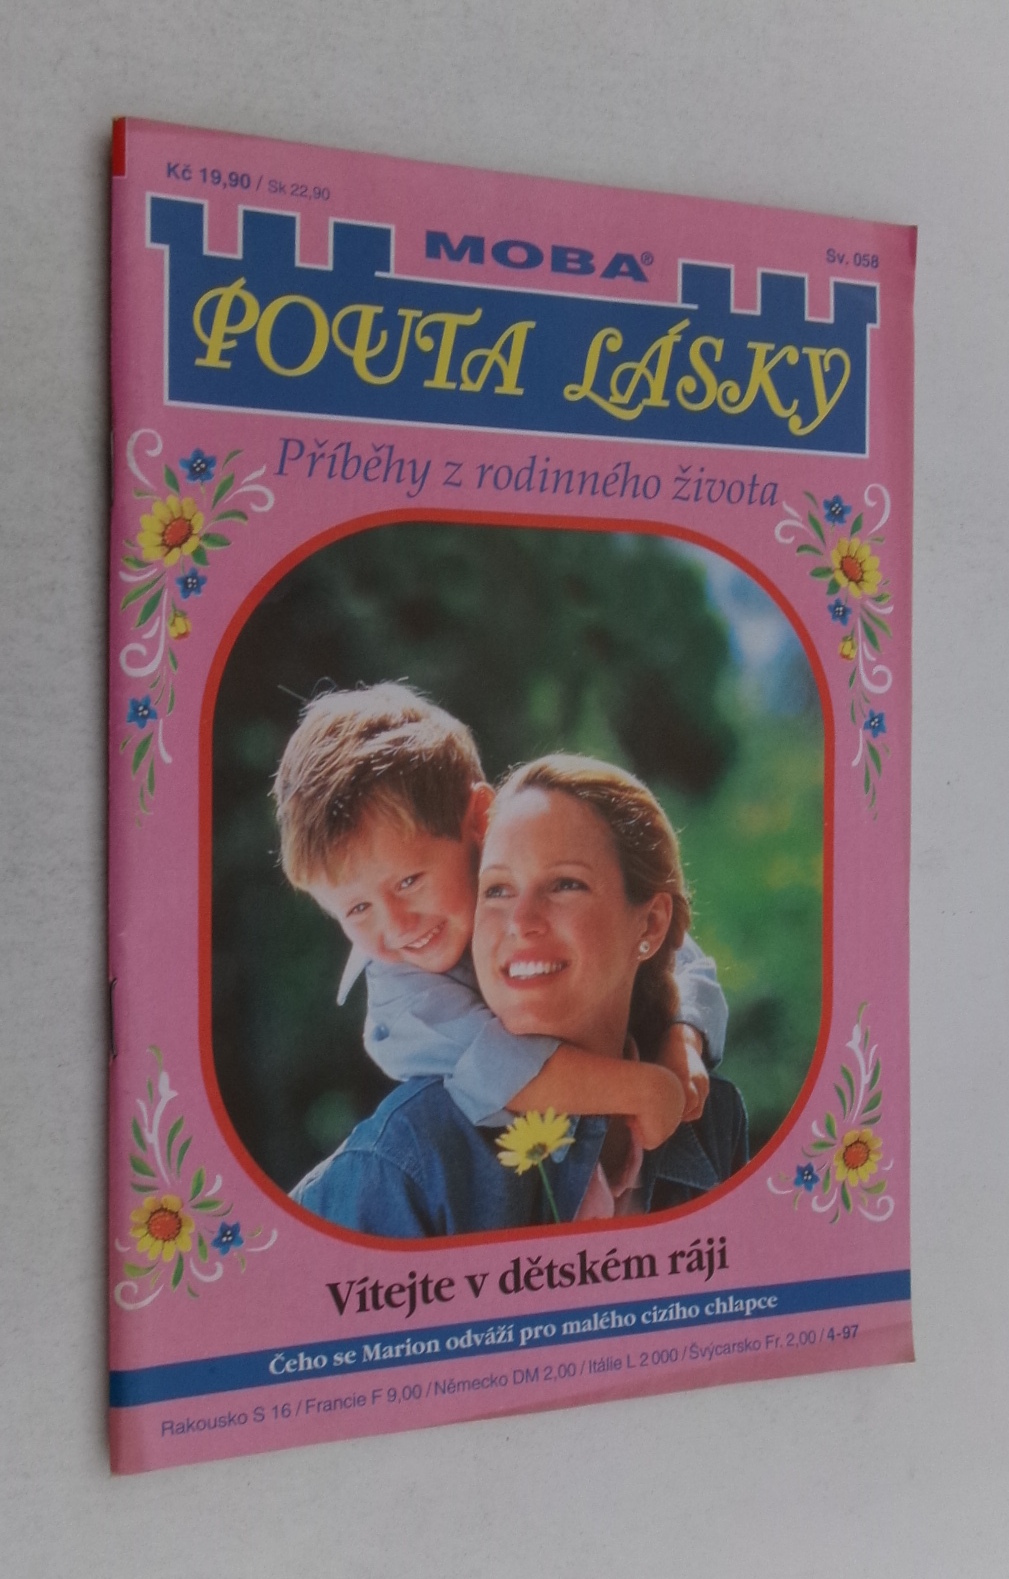 Kč 19,90 / Sk 22,90
MOBA®
Sv. 058
POUTA LÁSKY
Příběhy z rodinného života
Vítejte v dětském ráji
Čeho se Marion odváží pro malého cizího chlapce
Rakousko S 16 / Francie F 9,00 / Německo DM 2,00 / Itálie L 2 000 / Švýcarsko Fr. 2,00 / 4-97